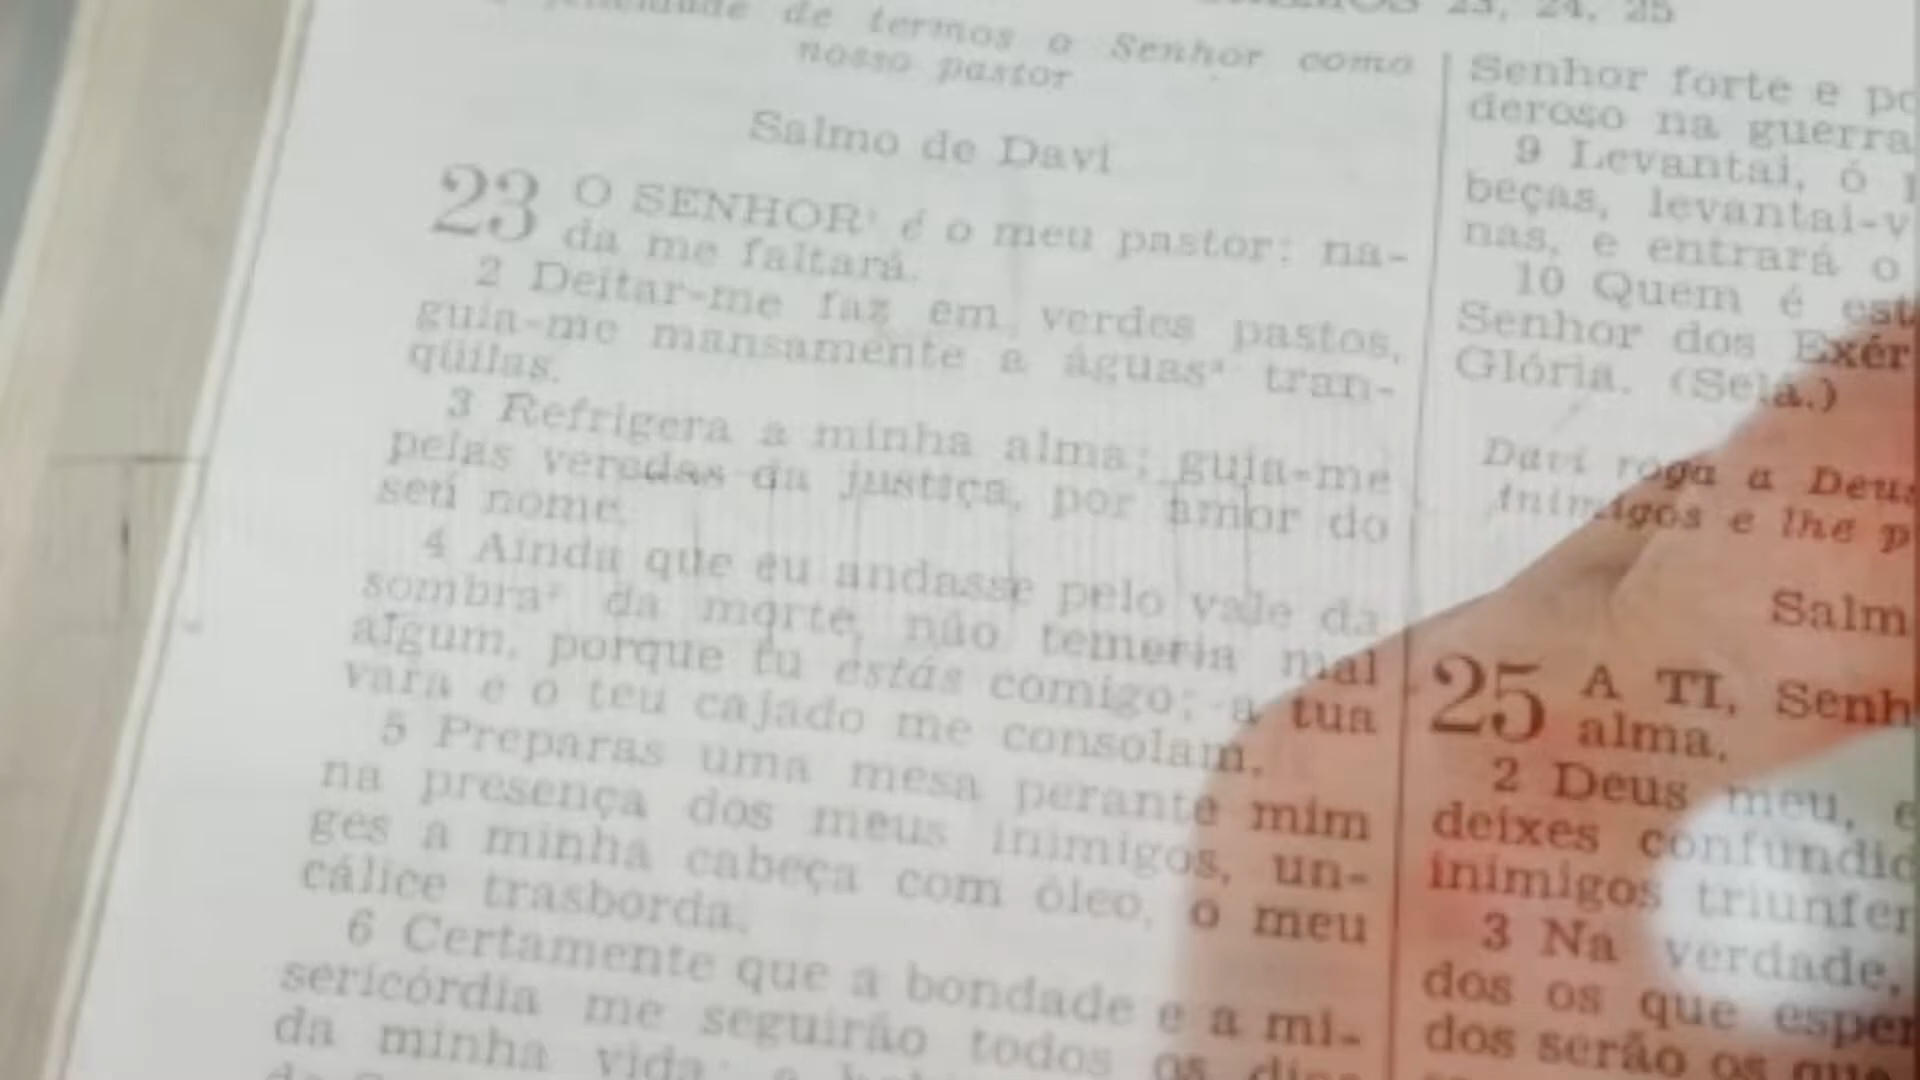 23, 24, 25
de termos o Senhor como
nosso pastor
Salmo de Davi
23 O SENHOR é o meu pastor: na-
da me faltará.
2 Deitar-me faz em verdes pastos,
guia-me mansamente a águas tran-
qüilas.
3 Refrigera a minha alma; guia-me
pelas veredas da justiça, por amor do
seu nome.
4 Ainda que eu andasse pelo vale da
sombra da morte, não temeria mal
algum, porque tu estás comigo; a tua
vara e o teu cajado me consolam.
5 Preparas uma mesa perante mim
na presença dos meus inimigos, un-
ges a minha cabeça com óleo, o meu
cálice trasborda.
6 Certamente que a bondade e a mi-
sericórdia me seguirão todos os
da minha vida;
Senhor forte e po
deroso na guerra
9 Levantai, ó
beças, levantai-v
nas, e entrará o
10 Quem é est
Senhor dos Exér
Glória. (Selá.)
Davi roga a Deus
inimigos e lhe p
Salm
25 A TI, Senh
alma.
2 Deus meu, e
deixes confundid
inimigos triunfer
3 Na verdade,
dos os que esper
dos serão os que